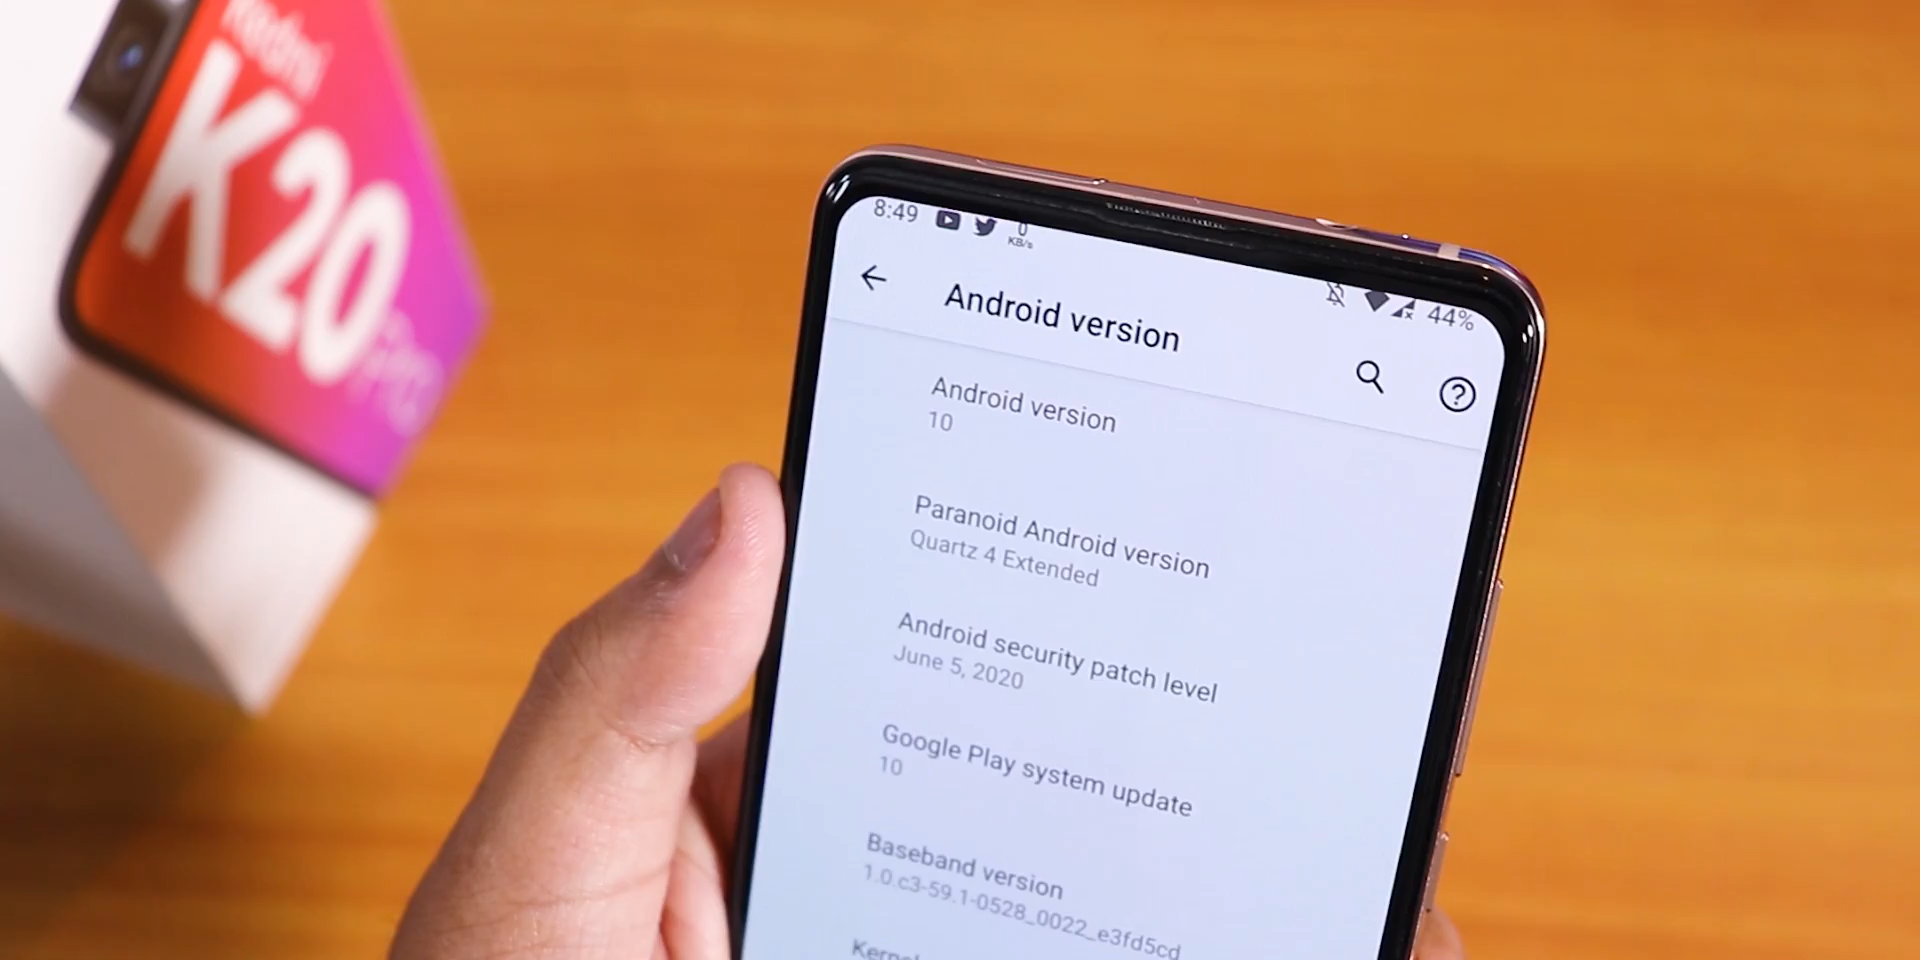 Redmi
K20
Pro
8:49
0
KB/s
44%
Android version
Android version
10
Paranoid Android version
Quartz 4 Extended
Android security patch level
June 5, 2020
Google Play system update
10
Baseband version
1.0.c3-59.1-0528_0022_e3fd5cd